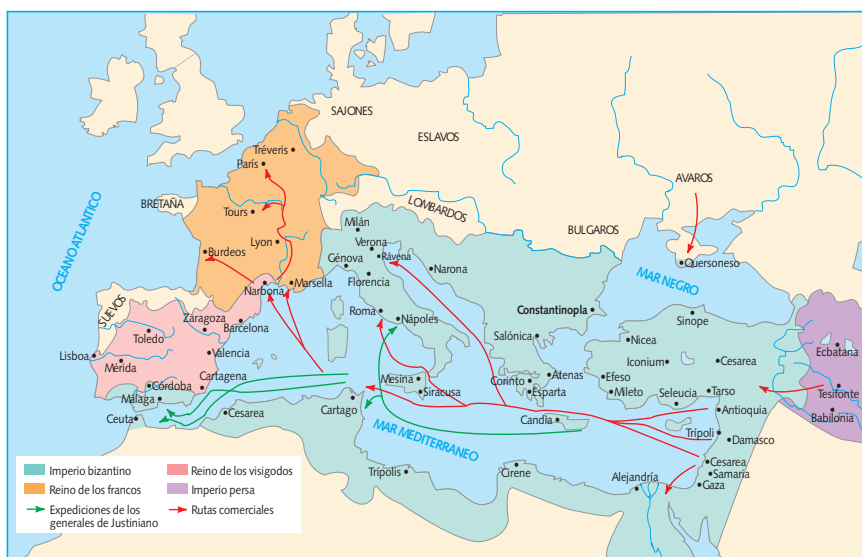 SAJONES
ESLAVOS
Tréveris
París
AVAROS
BRETAÑA
LOMBARDOS
Tours
BULGAROS
Milán
OCEANO ATLANTICO
Lyon
Verona
Burdeos
Rávena
Génova
Quersoneso
Narona
Narbona
Marsella
Florencia
MAR NEGRO
SUEVOS
Zaragoza
Roma
Constantinopla
Barcelona
Nápoles
Sinope
Toledo
Salónica
Nicea
Ecbatana
Lisboa
Valencia
Mérida
Iconium
Cesarea
Atenas
Córdoba
Cartagena
Mesina
Corinto
Efeso
Tesifonte
Málaga
Siracusa
Esparta
Mileto
Seleucia
Tarso
Ceuta
Cesarea
Cartago
Candía
Antioquia
Babilonia
MAR MEDITERRANEO
Trípoli
Damasco
Cesarea
Trípolis
Cirene
Samaria
Alejandría
Gaza
Imperio bizantino
Reino de los visigodos
Reino de los francos
Imperio persa
Expediciones de los
generales de Justiniano
Rutas comerciales